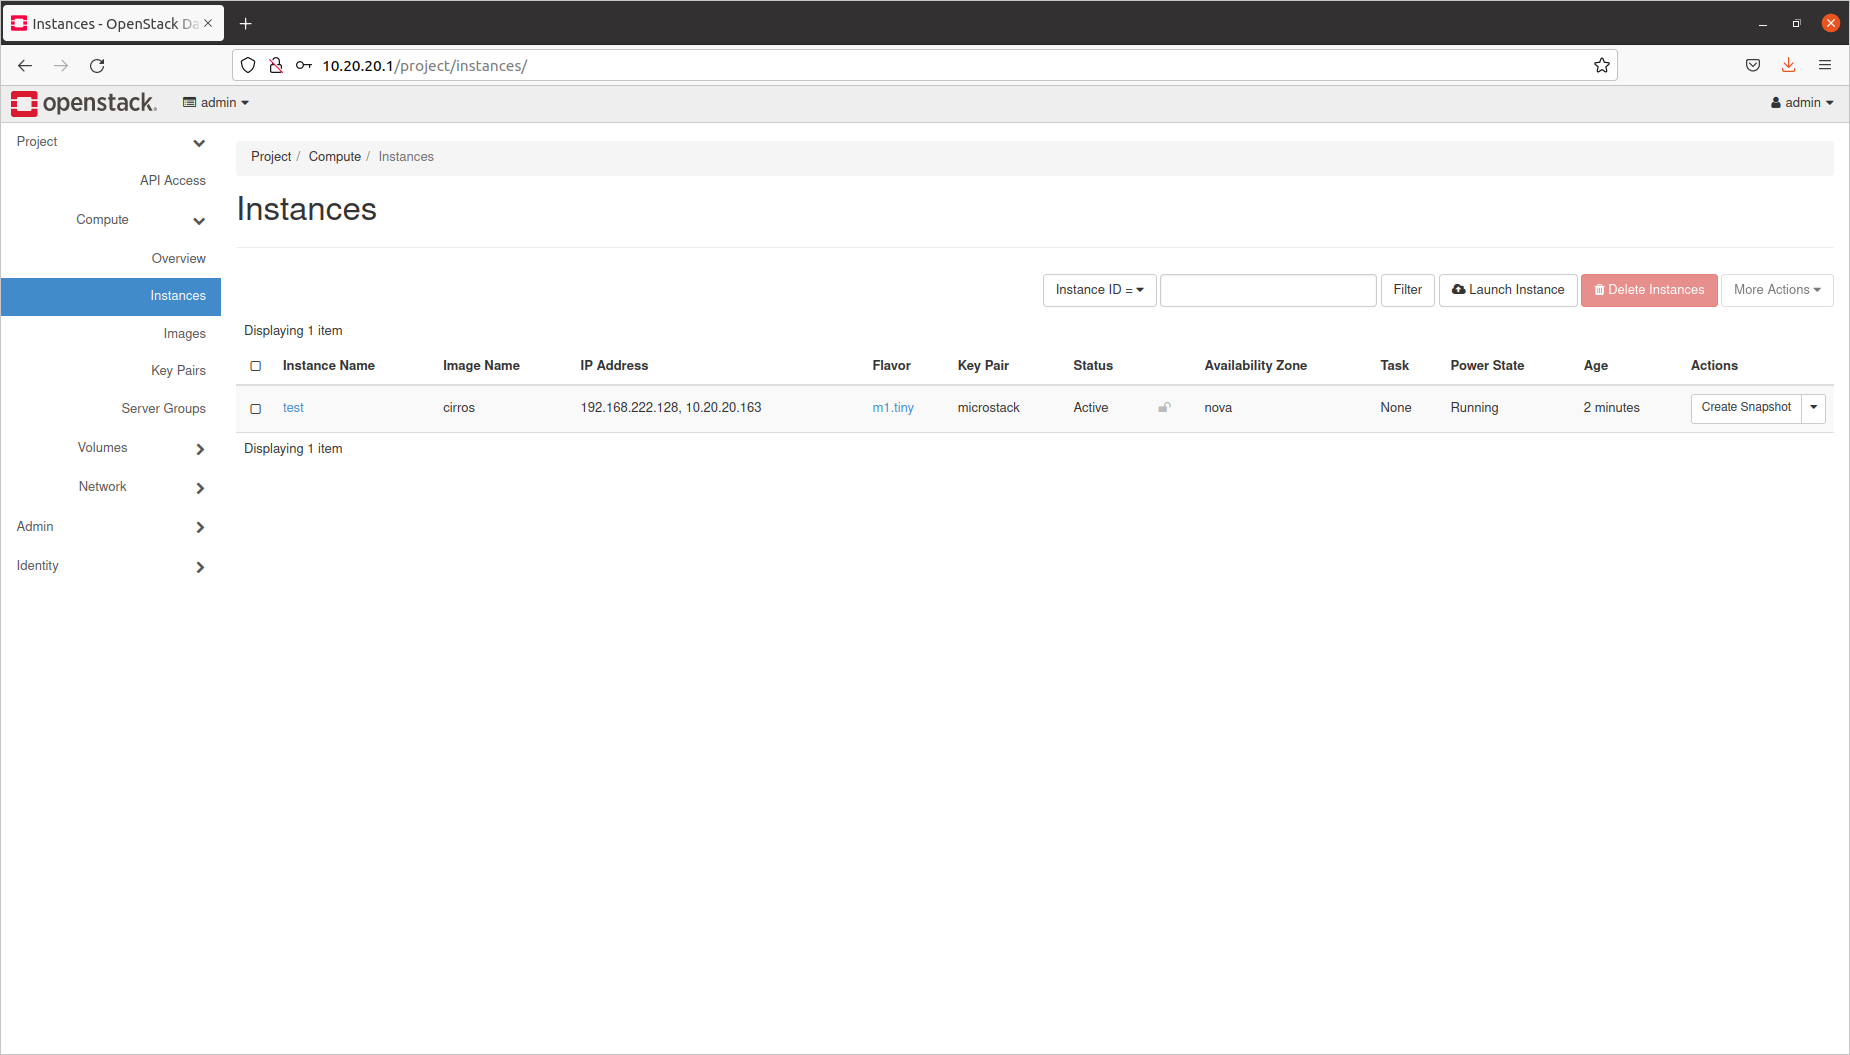 Instances - OpenStack Da
10.20.20.1/project/instances/
openstack. admin admin
Project
API Access
Compute
Overview
Instances
Images
Key Pairs
Server Groups
Volumes
Network
Admin
Identity
Project / Compute / Instances
Instances
Instance ID = Filter Launch Instance Delete Instances More Actions
Displaying 1 item
Instance Name Image Name IP Address Flavor Key Pair Status Availability Zone Task Power State Age Actions
test cirros 192.168.222.128, 10.20.20.163 m1.tiny microstack Active nova None Running 2 minutes Create Snapshot
Displaying 1 item